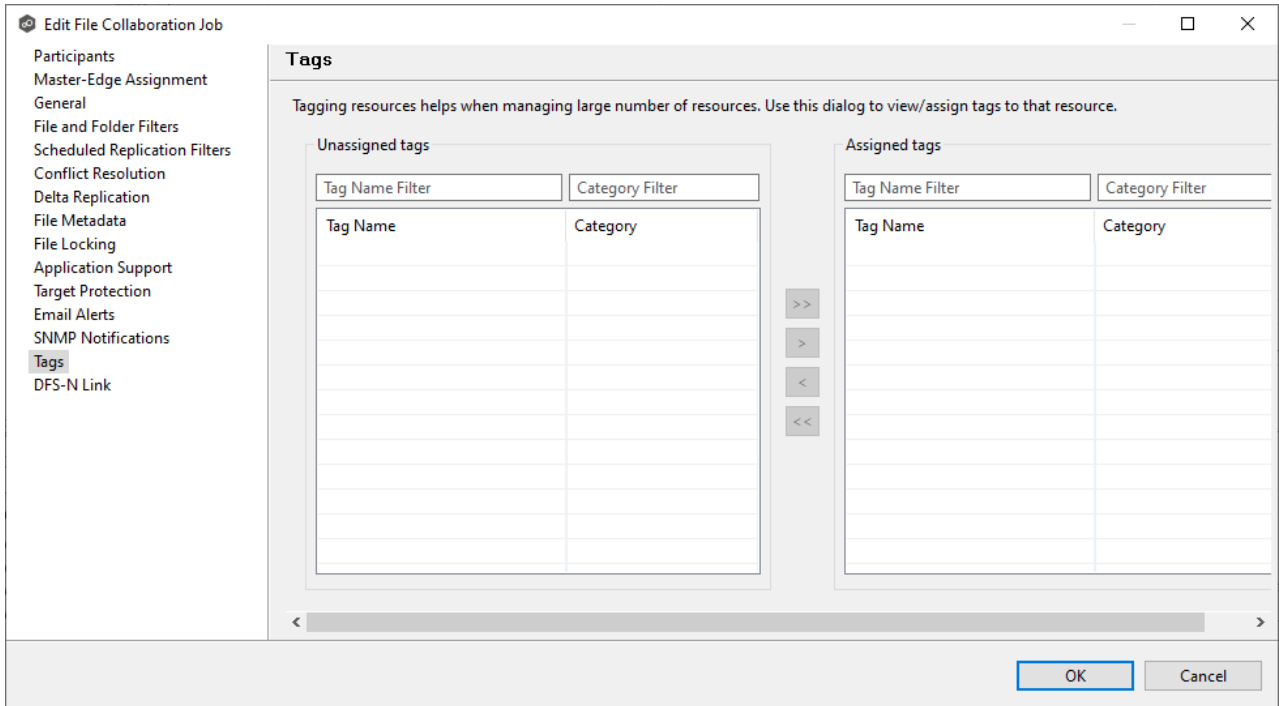 Edit File Collaboration Job
Participants
Master-Edge Assignment
General
File and Folder Filters
Scheduled Replication Filters
Conflict Resolution
Delta Replication
File Metadata
File Locking
Application Support
Target Protection
Email Alerts
SNMP Notifications
Tags
DFS-N Link
Tags
Tagging resources helps when managing large number of resources. Use this dialog to view/assign tags to that resource.
Unassigned tags
Tag Name Filter
Category Filter
Tag Name
Category
>>
>
<
<<
Assigned tags
Tag Name Filter
Category Filter
Tag Name
Category
OK
Cancel